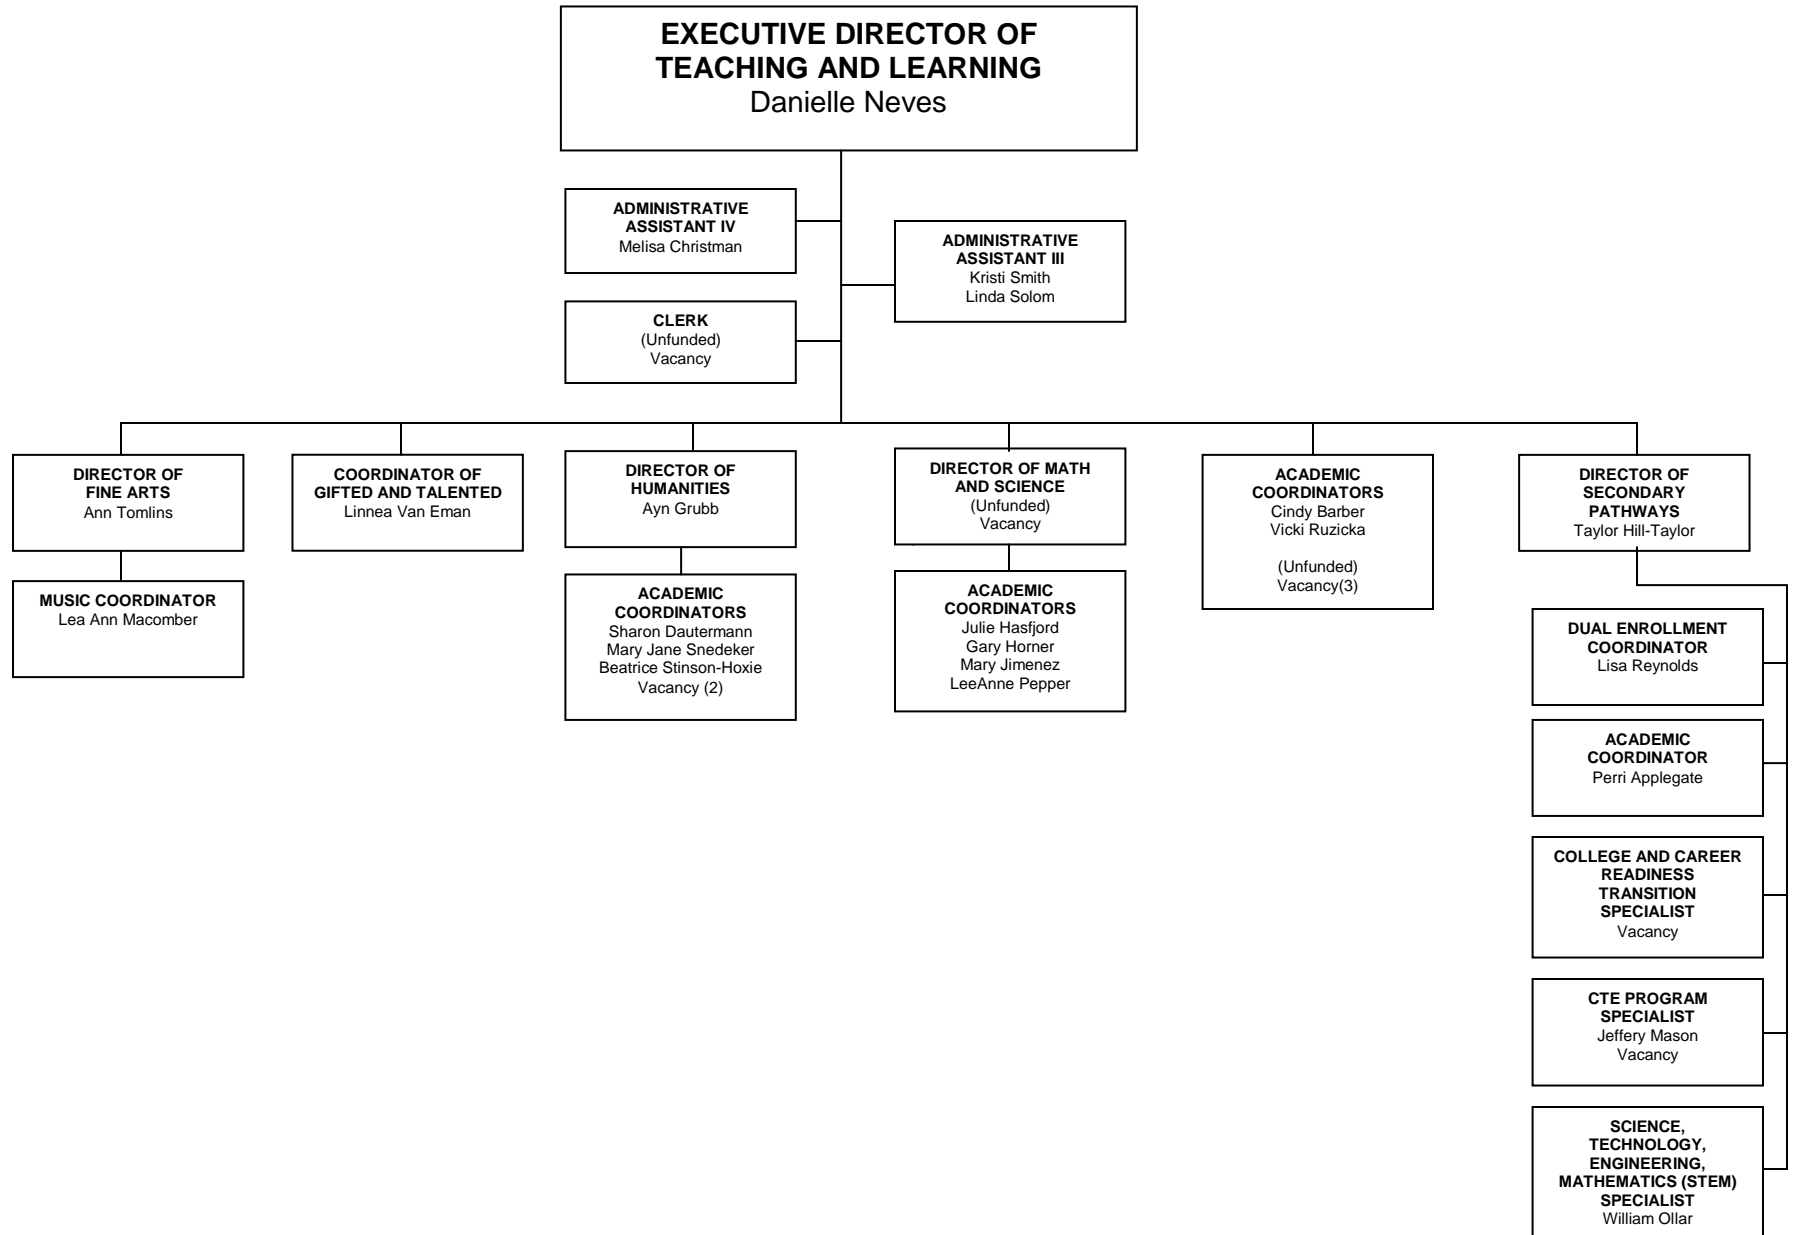 EXECUTIVE DIRECTOR OF
TEACHING AND LEARNING
Danielle Neves
ADMINISTRATIVE
ASSISTANT IV
Melisa Christman
ADMINISTRATIVE
ASSISTANT III
Kristi Smith
Linda Solom
CLERK
(Unfunded)
Vacancy
DIRECTOR OF
FINE ARTS
Ann Tomlins
COORDINATOR OF
GIFTED AND TALENTED
Linnea Van Eman
DIRECTOR OF
HUMANITIES
Ayn Grubb
DIRECTOR OF MATH
AND SCIENCE
(Unfunded)
Vacancy
ACADEMIC
COORDINATORS
Cindy Barber
Vicki Ruzicka
(Unfunded)
Vacancy(3)
DIRECTOR OF
SECONDARY
PATHWAYS
Taylor Hill-Taylor
MUSIC COORDINATOR
Lea Ann Macomber
ACADEMIC
COORDINATORS
Sharon Dautermann
Mary Jane Snedeker
Beatrice Stinson-Hoxie
Vacancy (2)
ACADEMIC
COORDINATORS
Julie Hasfjord
Gary Horner
Mary Jimenez
LeeAnne Pepper
DUAL ENROLLMENT
COORDINATOR
Lisa Reynolds
ACADEMIC
COORDINATOR
Perri Applegate
COLLEGE AND CAREER
READINESS
TRANSITION
SPECIALIST
Vacancy
CTE PROGRAM
SPECIALIST
Jeffery Mason
Vacancy
SCIENCE,
TECHNOLOGY,
ENGINEERING,
MATHEMATICS (STEM)
SPECIALIST
William Ollar